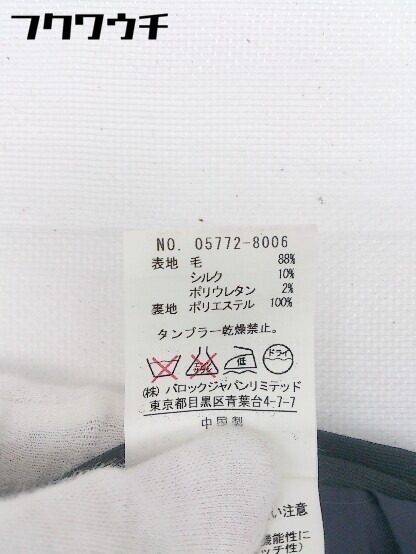 フクワウチ
NO. 05772-8006
表地 毛 88%
シルク 10%
ポリウレタン 2%
裏地 ポリエステル 100%
タンブラー乾燥禁止。
低 ドライ
(株) バロックジャパンリミテッド
東京都目黒区青葉台4-7-7
中国製
い注意
機能性に
ッチ性)